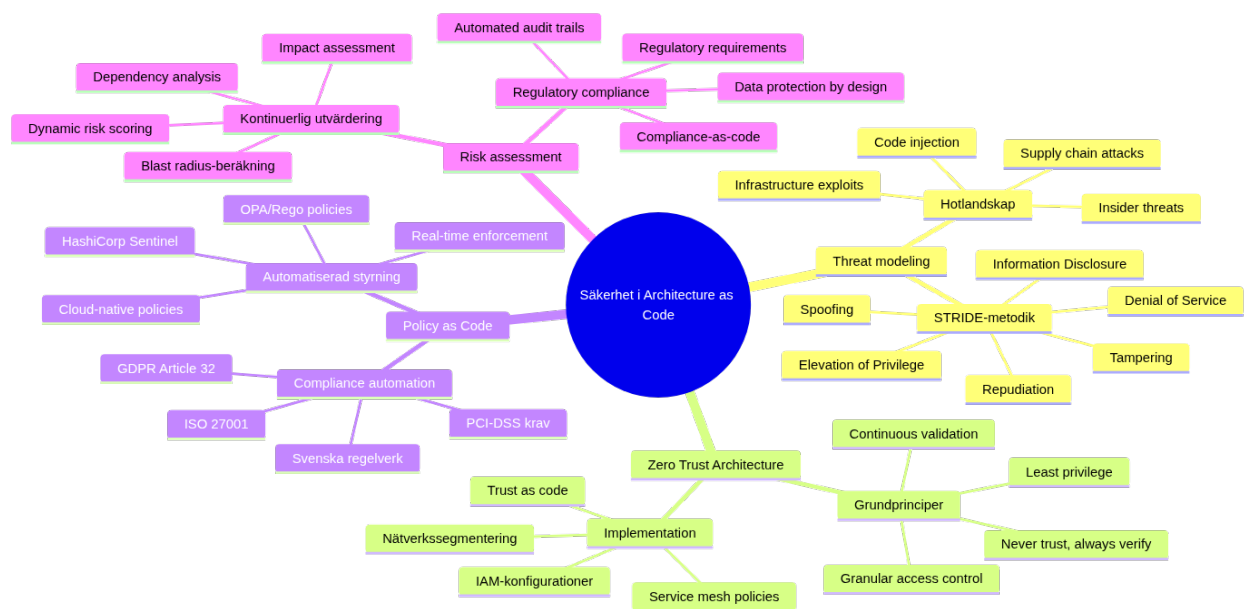 Säkerhet i Architecture as
Code
Threat modeling
Hotlandskap
Code injection
Supply chain attacks
Infrastructure exploits
Insider threats
STRIDE-metodik
Information Disclosure
Denial of Service
Spoofing
Elevation of Privilege
Tampering
Repudiation
Zero Trust Architecture
Grundprinciper
Continuous validation
Least privilege
Never trust, always verify
Granular access control
Implementation
Trust as code
Nätverkssegmentering
IAM-konfigurationer
Service mesh policies
Policy as Code
Automatiserad styrning
OPA/Rego policies
Real-time enforcement
HashiCorp Sentinel
Cloud-native policies
Compliance automation
GDPR Article 32
ISO 27001
Svenska regelverk
PCI-DSS krav
Risk assessment
Kontinuerlig utvärdering
Impact assessment
Dependency analysis
Dynamic risk scoring
Blast radius-beräkning
Regulatory compliance
Automated audit trails
Regulatory requirements
Data protection by design
Compliance-as-code